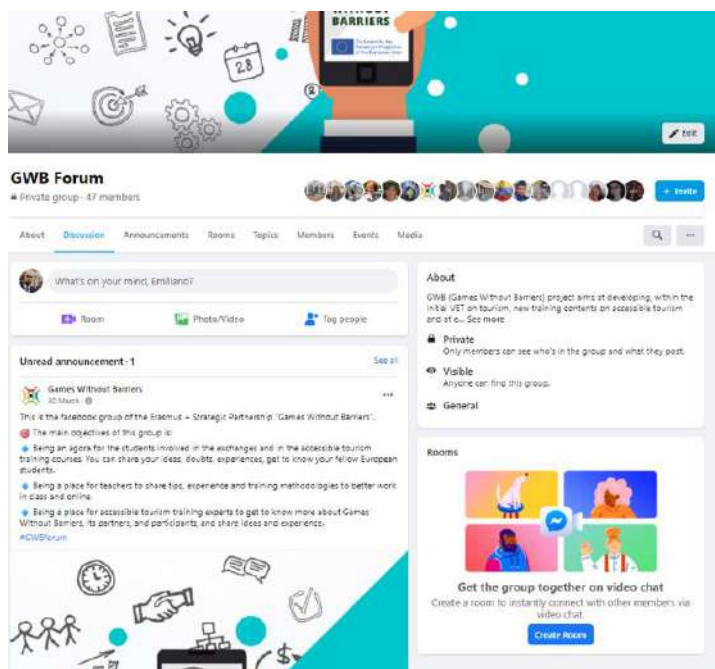 WITHOUT
BARRIERS
28
Edit
GWB Forum
Private group · 47 members
+ Invite
About Discussion Announcements Rooms Topics Members Events Media
What's on your mind, Emiliano?
Room Photo/Video Tag people
Unread announcement · 1 See all
Games Without Barriers
30 March ·
This is the facebook group of the Erasmus + Strategic Partnership "Games Without Barriers".
The main objectives of this group is:
Being an agora for the students involved in the exchanges and in the accessible tourism
training courses. You can share your ideas, doubts, experiences, get to know your fellow European
students.
Being a place for teachers to share tips, experience and training methodologies to better work
in class and online.
Being a place for accessible tourism training experts to get to know more about Games
Without Barriers, its partners, and participants, and share ideas and experience.
#GWBforum
About
GWB (Games Without Barriers) project aims at developing, within the
Initial VET on tourism, new training contents on accessible tourism
and at e... See more
Private
Only members can see who's in the group and what they post.
Visible
Anyone can find this group.
General
Rooms
Get the group together on video chat
Create a room to instantly connect with other members via
video chat.
Create Room